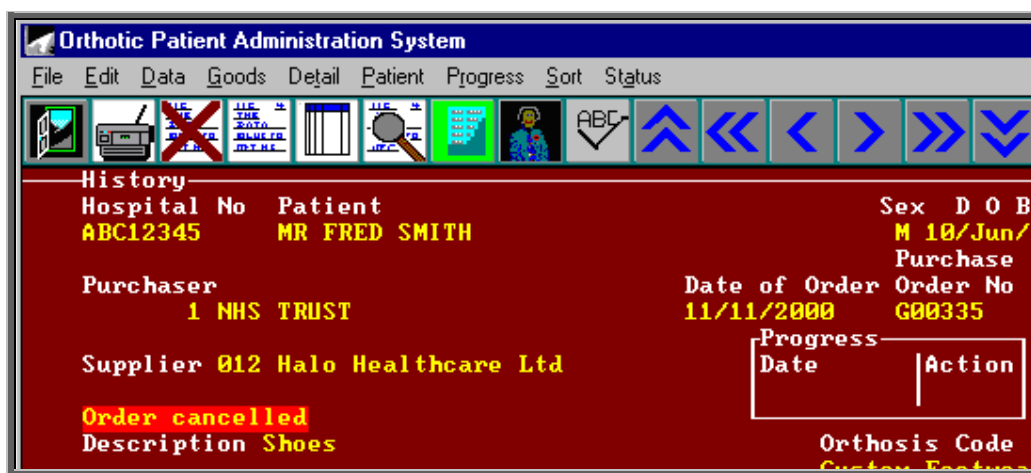 Orthotic Patient Administration System
File Edit Data Goods Detail Patient Progress Sort Status
ABC
History
Hospital No Patient Sex D O B
ABC12345 MR FRED SMITH M 10/Jun/
Purchase
Purchaser Date of Order Order No
1 NHS TRUST 11/11/2000 G00335
Progress
Supplier 012 Halo Healthcare Ltd Date Action
Order cancelled
Description Shoes Orthosis Code
Custom